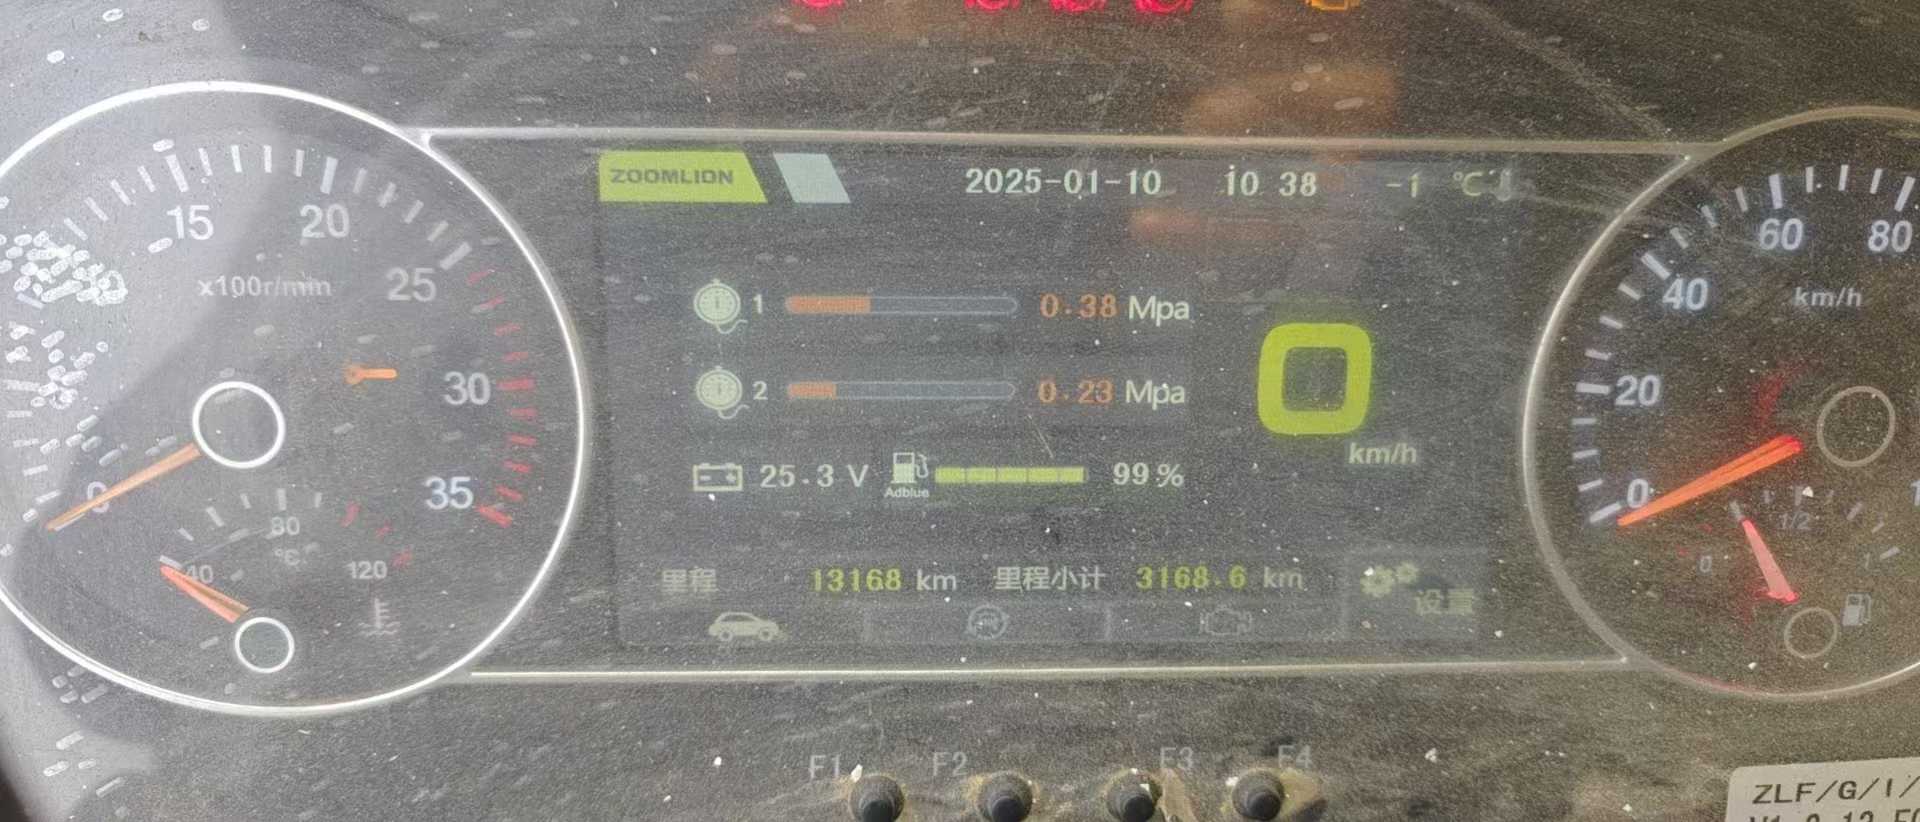 ZOOMLION
2025-01-10 10 38 -1 ℃
15 20 25 30 35
x100r/min
0
40 80 120
℃
1 0.38 Mpa
2 0.23 Mpa
25.3 V Adblue 99%
0
km/h
里程 13168 km 里程小计 3168.6 km
设置
0 20 40 60 80
km/h
0 1/2 1
F1 F2 F3 F4
ZLF/G/I/